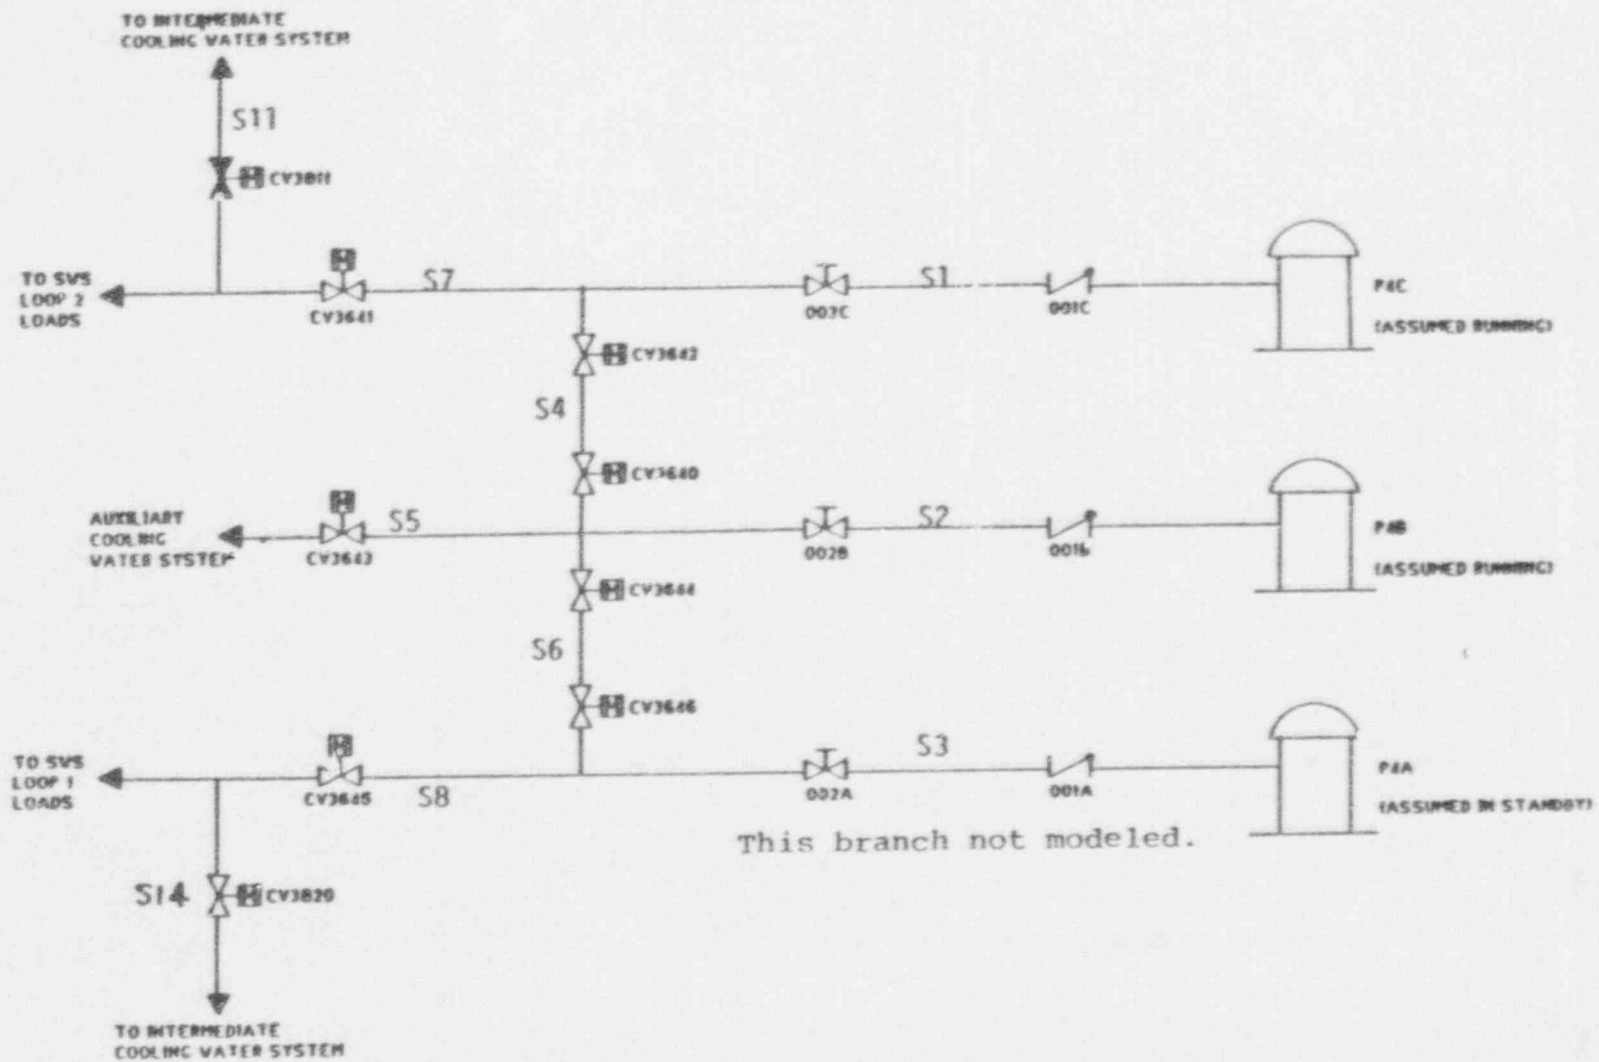 TO INTERMEDIATE
COOLING WATER SYSTEM
S11
CV3811
TO SWS
LOOP 2
LOADS
CV3641
S7
002C
S1
001C
P4C
(ASSUMED RUNNING)
CV3642
S4
CV3640
AUXILIARY
COOLING
WATER SYSTEM
CV3643
S5
002B
S2
001b
P4B
(ASSUMED RUNNING)
CV3644
S6
CV3646
TO SWS
LOOP 1
LOADS
CV3645
S8
002A
S3
001A
P4A
(ASSUMED IN STANDBY)
This branch not modeled.
S14
CV3820
TO INTERMEDIATE
COOLING WATER SYSTEM